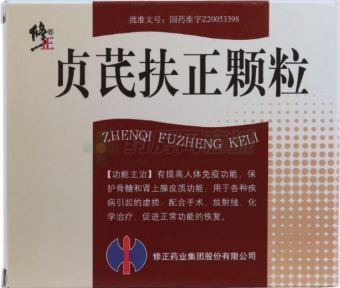 批准文号：国药准字Z20053398
修正®
贞芪扶正颗粒
ZHENQI FUZHENG KELI
【功能主治】有提高人体免疫功能、保
护骨髓和肾上腺皮质功能，用于各种疾
病引起的虚损，配合手术、放射线、化
学治疗，促进正常功能的恢复。
修正药业集团股份有限公司